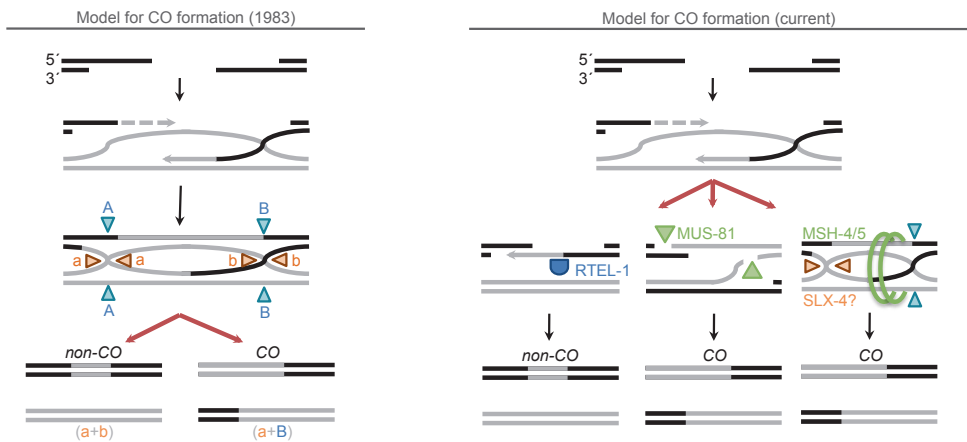 Model for CO formation (1983)
5´
3´
A B
a a b b
A B
non-CO CO
(a+b) (a+B)
Model for CO formation (current)
5´
3´
MUS-81 MSH-4/5
RTEL-1
SLX-4?
non-CO CO CO